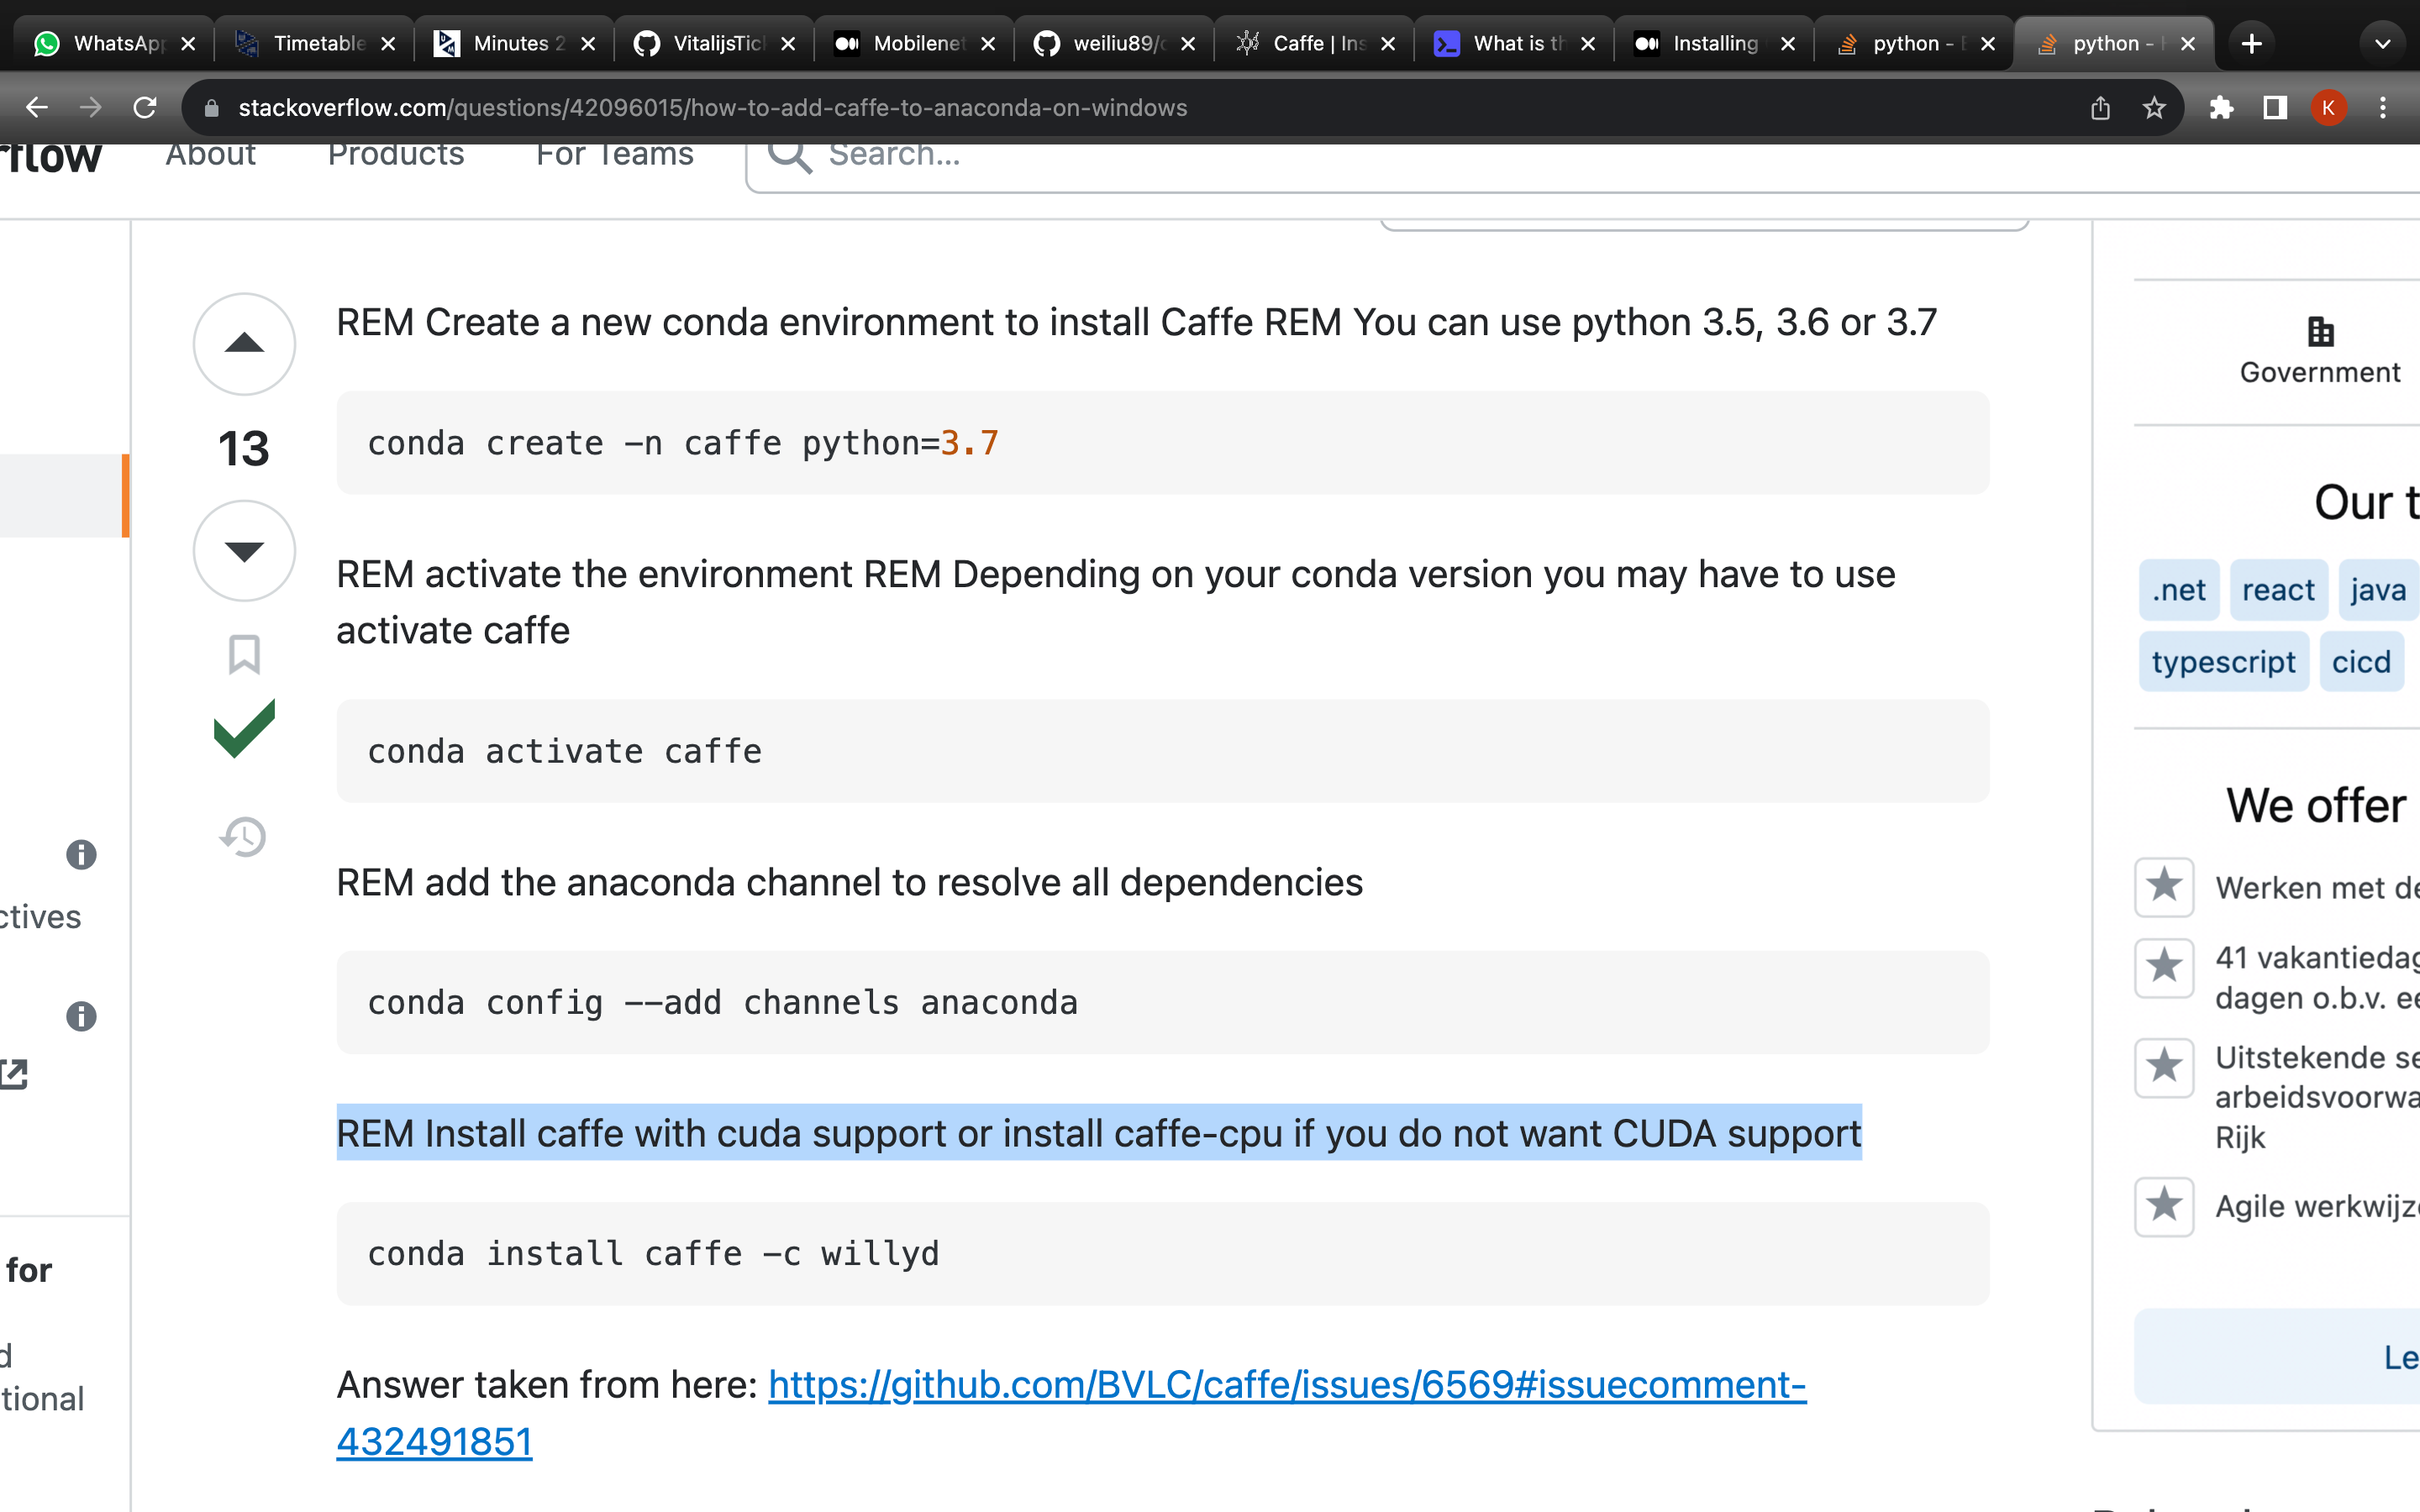 WhatsApp
Timetable
Minutes 2
VitalijsTicl
Mobilenet
weiliu89/c
Caffe | Ins
What is th
Installing
python -
python -
stackoverflow.com/questions/42096015/how-to-add-caffe-to-anaconda-on-windows
K
rflow
About
Products
For Teams
Search...
REM Create a new conda environment to install Caffe REM You can use python 3.5, 3.6 or 3.7
conda create -n caffe python=3.7
13
REM activate the environment REM Depending on your conda version you may have to use
activate caffe
conda activate caffe
REM add the anaconda channel to resolve all dependencies
conda config --add channels anaconda
REM Install caffe with cuda support or install caffe-cpu if you do not want CUDA support
conda install caffe -c willyd
Answer taken from here: https://github.com/BVLC/caffe/issues/6569#issuecomment-
432491851
ctives
for
d
tional
Government
Our t
.net react java
typescript cicd
We offer
Werken met de
41 vakantiedag
dagen o.b.v. ee
Uitstekende se
arbeidsvoorwa
Rijk
Agile werkwijze
Le